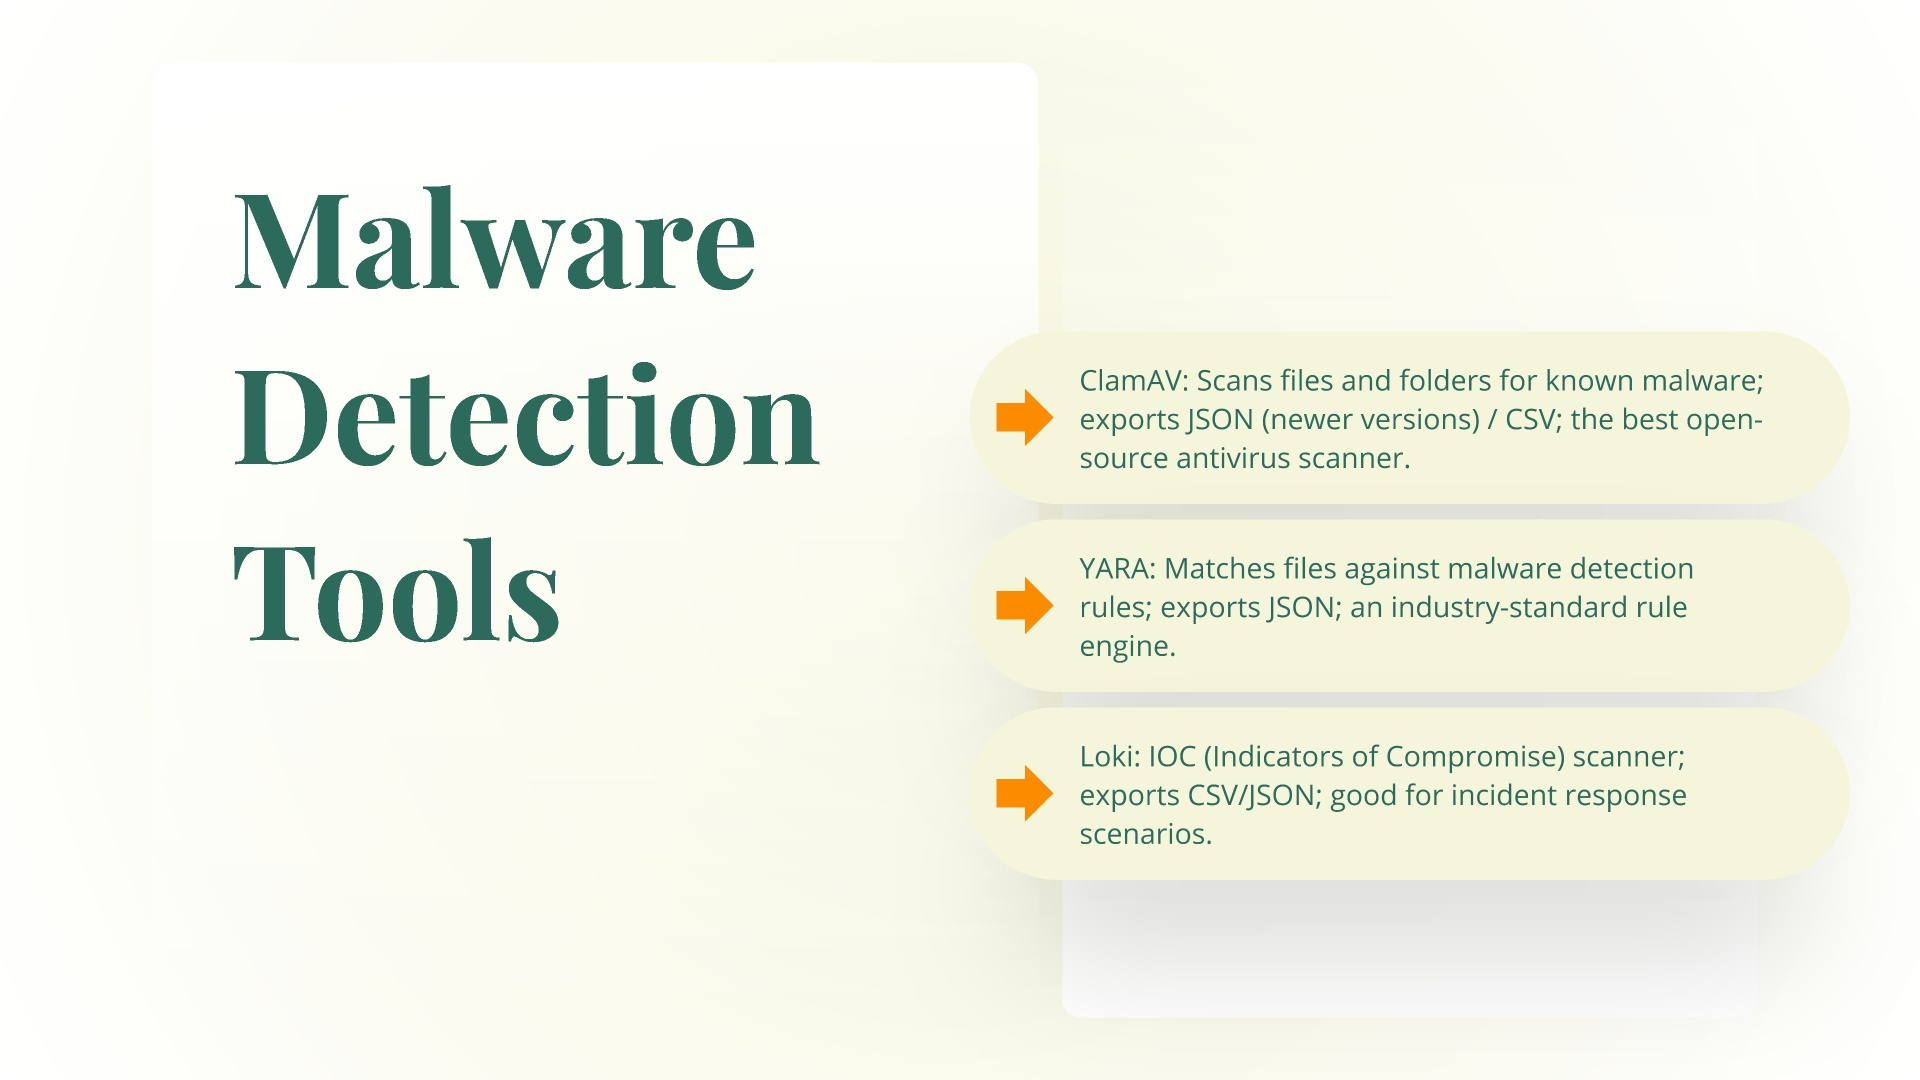 Malware
Detection
Tools
ClamAV: Scans files and folders for known malware;
exports JSON (newer versions) / CSV; the best open-
source antivirus scanner.
YARA: Matches files against malware detection
rules; exports JSON; an industry-standard rule
engine.
Loki: IOC (Indicators of Compromise) scanner;
exports CSV/JSON; good for incident response
scenarios.